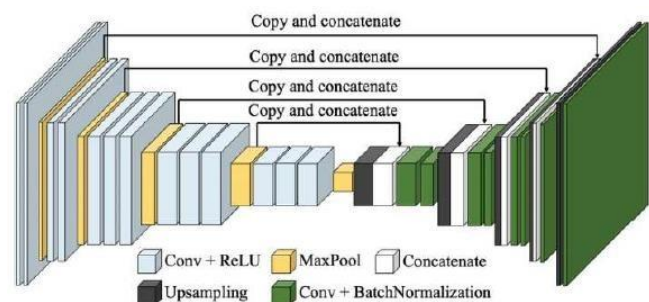 Copy and concatenate
Copy and concatenate
Copy and concatenate
Copy and concatenate
Conv + ReLU MaxPool Concatenate
Upsampling Conv + BatchNormalization